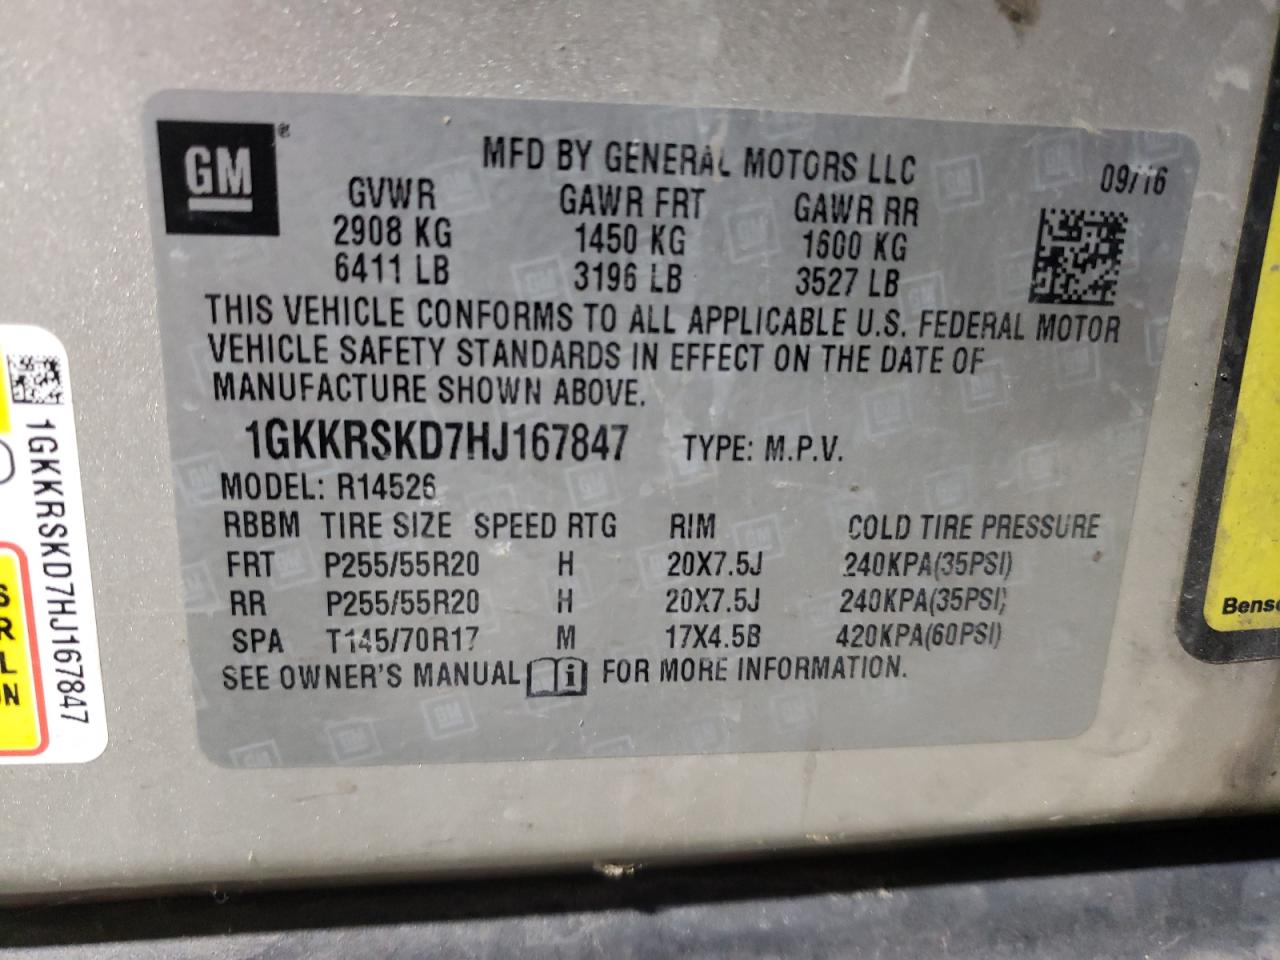 GM ®
MFD BY GENERAL MOTORS LLC
09/16
GVWR GAWR FRT GAWR RR
2908 KG 1450 KG 1600 KG
6411 LB 3196 LB 3527 LB
THIS VEHICLE CONFORMS TO ALL APPLICABLE U.S. FEDERAL MOTOR
VEHICLE SAFETY STANDARDS IN EFFECT ON THE DATE OF
MANUFACTURE SHOWN ABOVE.
1GKKRSKD7HJ167847 TYPE: M.P.V.
MODEL: R14526
RBBM TIRE SIZE SPEED RTG RIM COLD TIRE PRESSURE
FRT P255/55R20 H 20X7.5J 240KPA(35PSI)
RR P255/55R20 H 20X7.5J 240KPA(35PSI)
SPA T145/70R17 M 17X4.5B 420KPA(60PSI)
SEE OWNER'S MANUAL i FOR MORE INFORMATION.
1GKKRSKD7HJ167847